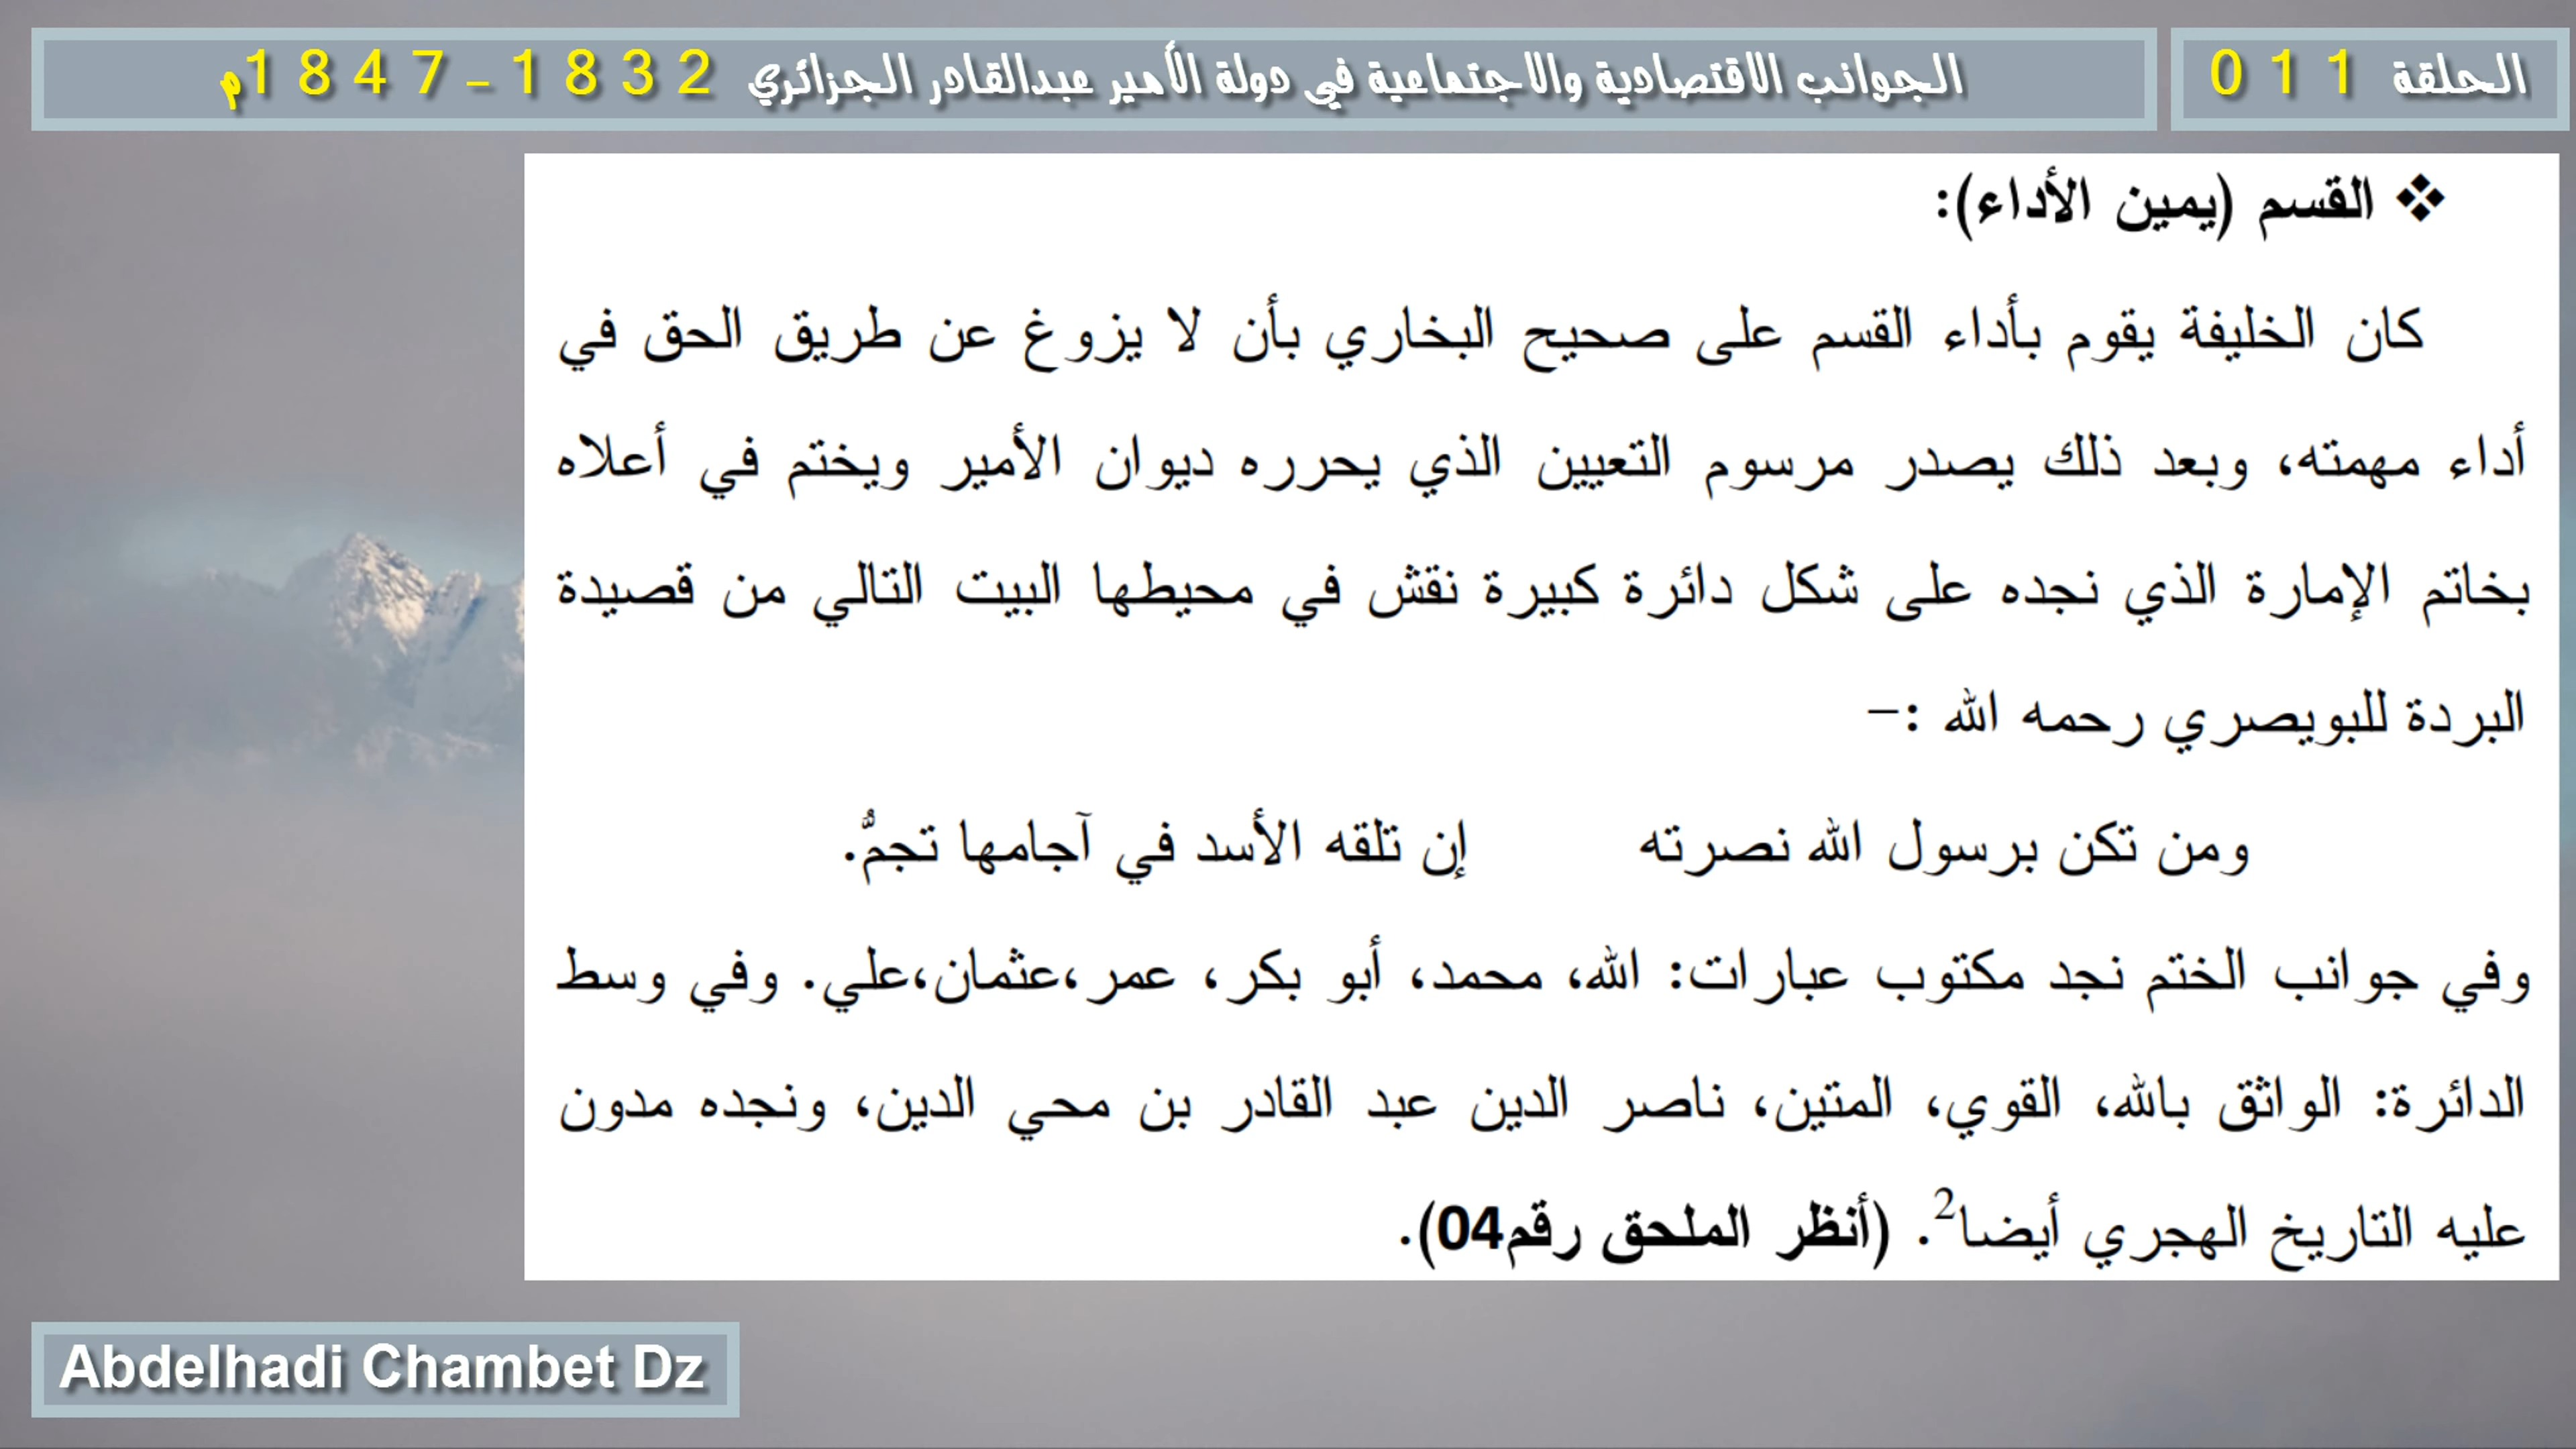 الحلقة 011
الجوانب الاقتصادية والاجتماعية في دولة الأمير عبدالقادر الجزائري 1832-1847م
❖ القسم (يمين الأداء):
كان الخليفة يقوم بأداء القسم على صحيح البخاري بأن لا يزوغ عن طريق الحق في
أداء مهمته، وبعد ذلك يصدر مرسوم التعيين الذي يحرره ديوان الأمير ويختم في أعلاه
بخاتم الإمارة الذي نجده على شكل دائرة كبيرة نقش في محيطها البيت التالي من قصيدة
البردة للبويصري رحمه الله :-
ومن تكن برسول الله نصرته إن تلقه الأسد في آجامها تجمُّ.
وفي جوانب الختم نجد مكتوب عبارات: الله، محمد، أبو بكر، عمر،عثمان،علي. وفي وسط
الدائرة: الواثق بالله، القوي، المتين، ناصر الدين عبد القادر بن محي الدين، ونجده مدون
عليه التاريخ الهجري أيضا2. (أنظر الملحق رقم04).
Abdelhadi Chambet Dz